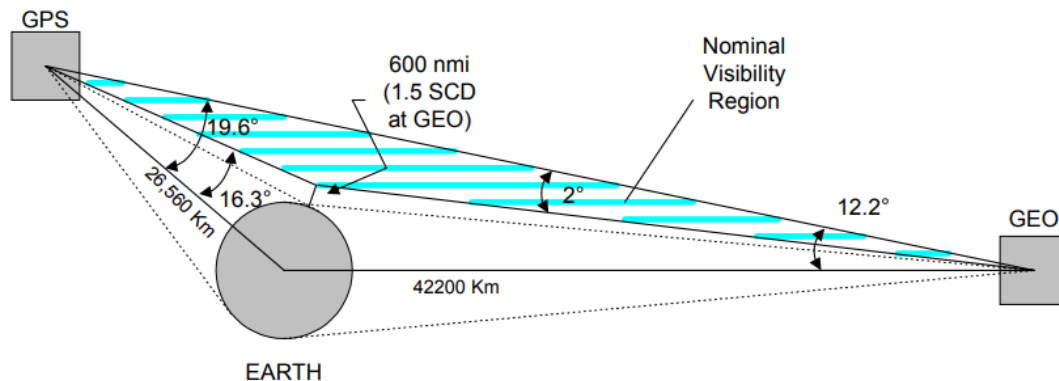 GPS
600 nmi
(1.5 SCD
at GEO)
Nominal
Visibility
Region
19.6°
16.3°
26,560 Km
2°
12.2°
GEO
42200 Km
EARTH